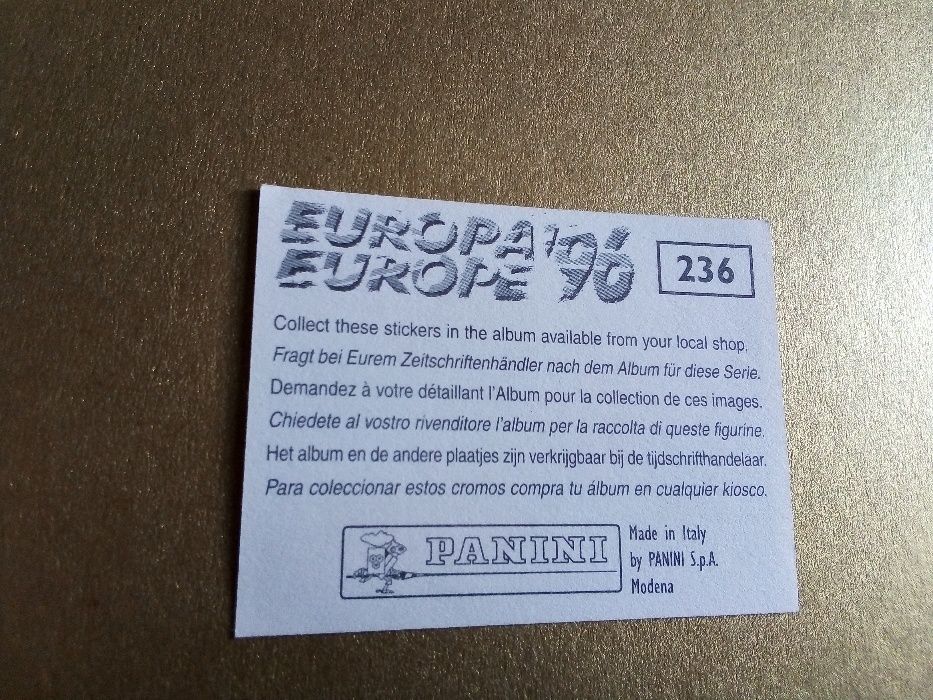 EUROPA '96
EUROPE '96
236
Collect these stickers in the album available from your local shop.
Fragt bei Eurem Zeitschriftenhändler nach dem Album für diese Serie.
Demandez à votre détaillant l'Album pour la collection de ces images.
Chiedete al vostro rivenditore l'album per la raccolta di queste figurine.
Het album en de andere plaatjes zijn verkrijgbaar bij de tijdschrifthandelaar.
Para coleccionar estos cromos compra tu álbum en cualquier kiosco.
PANINI
Made in Italy
by PANINI S.p.A.
Modena